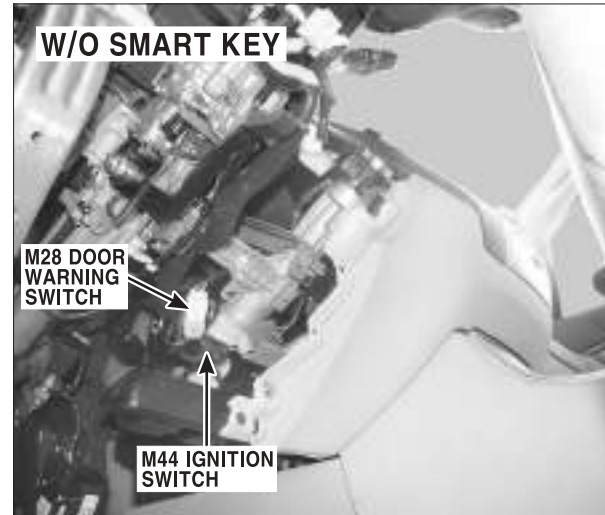 W/O SMART KEY
M28 DOOR
WARNING
SWITCH
M44 IGNITION
SWITCH